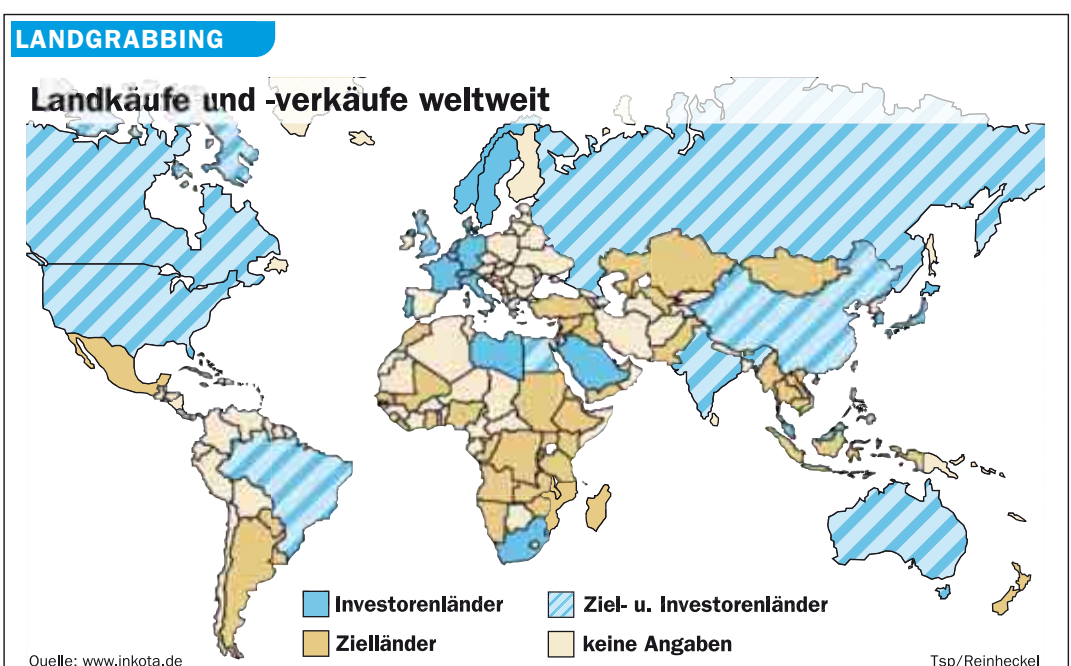 LANDGRABBING
Landkäufe und -verkäufe weltweit
Investorenländer
Ziel- u. Investorenländer
Zielländer
keine Angaben
Quelle: www.inkota.de
Tsp/Reinheckel